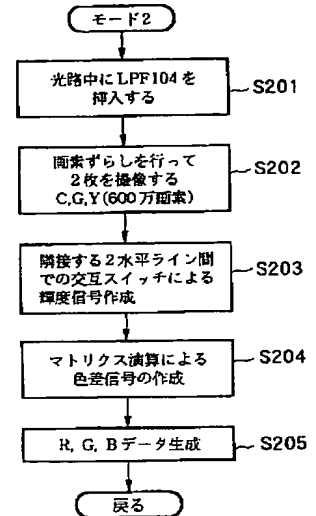 モード2
光路中にLPF104を
挿入する
S201
画素ずらしを行って
2枚を撮像する
C,G,Y(600万画素)
S202
隣接する2水平ライン間
での交互スイッチによる
輝度信号作成
S203
マトリクス演算による
色差信号の作成
S204
R, G, Bデータ生成
S205
戻る